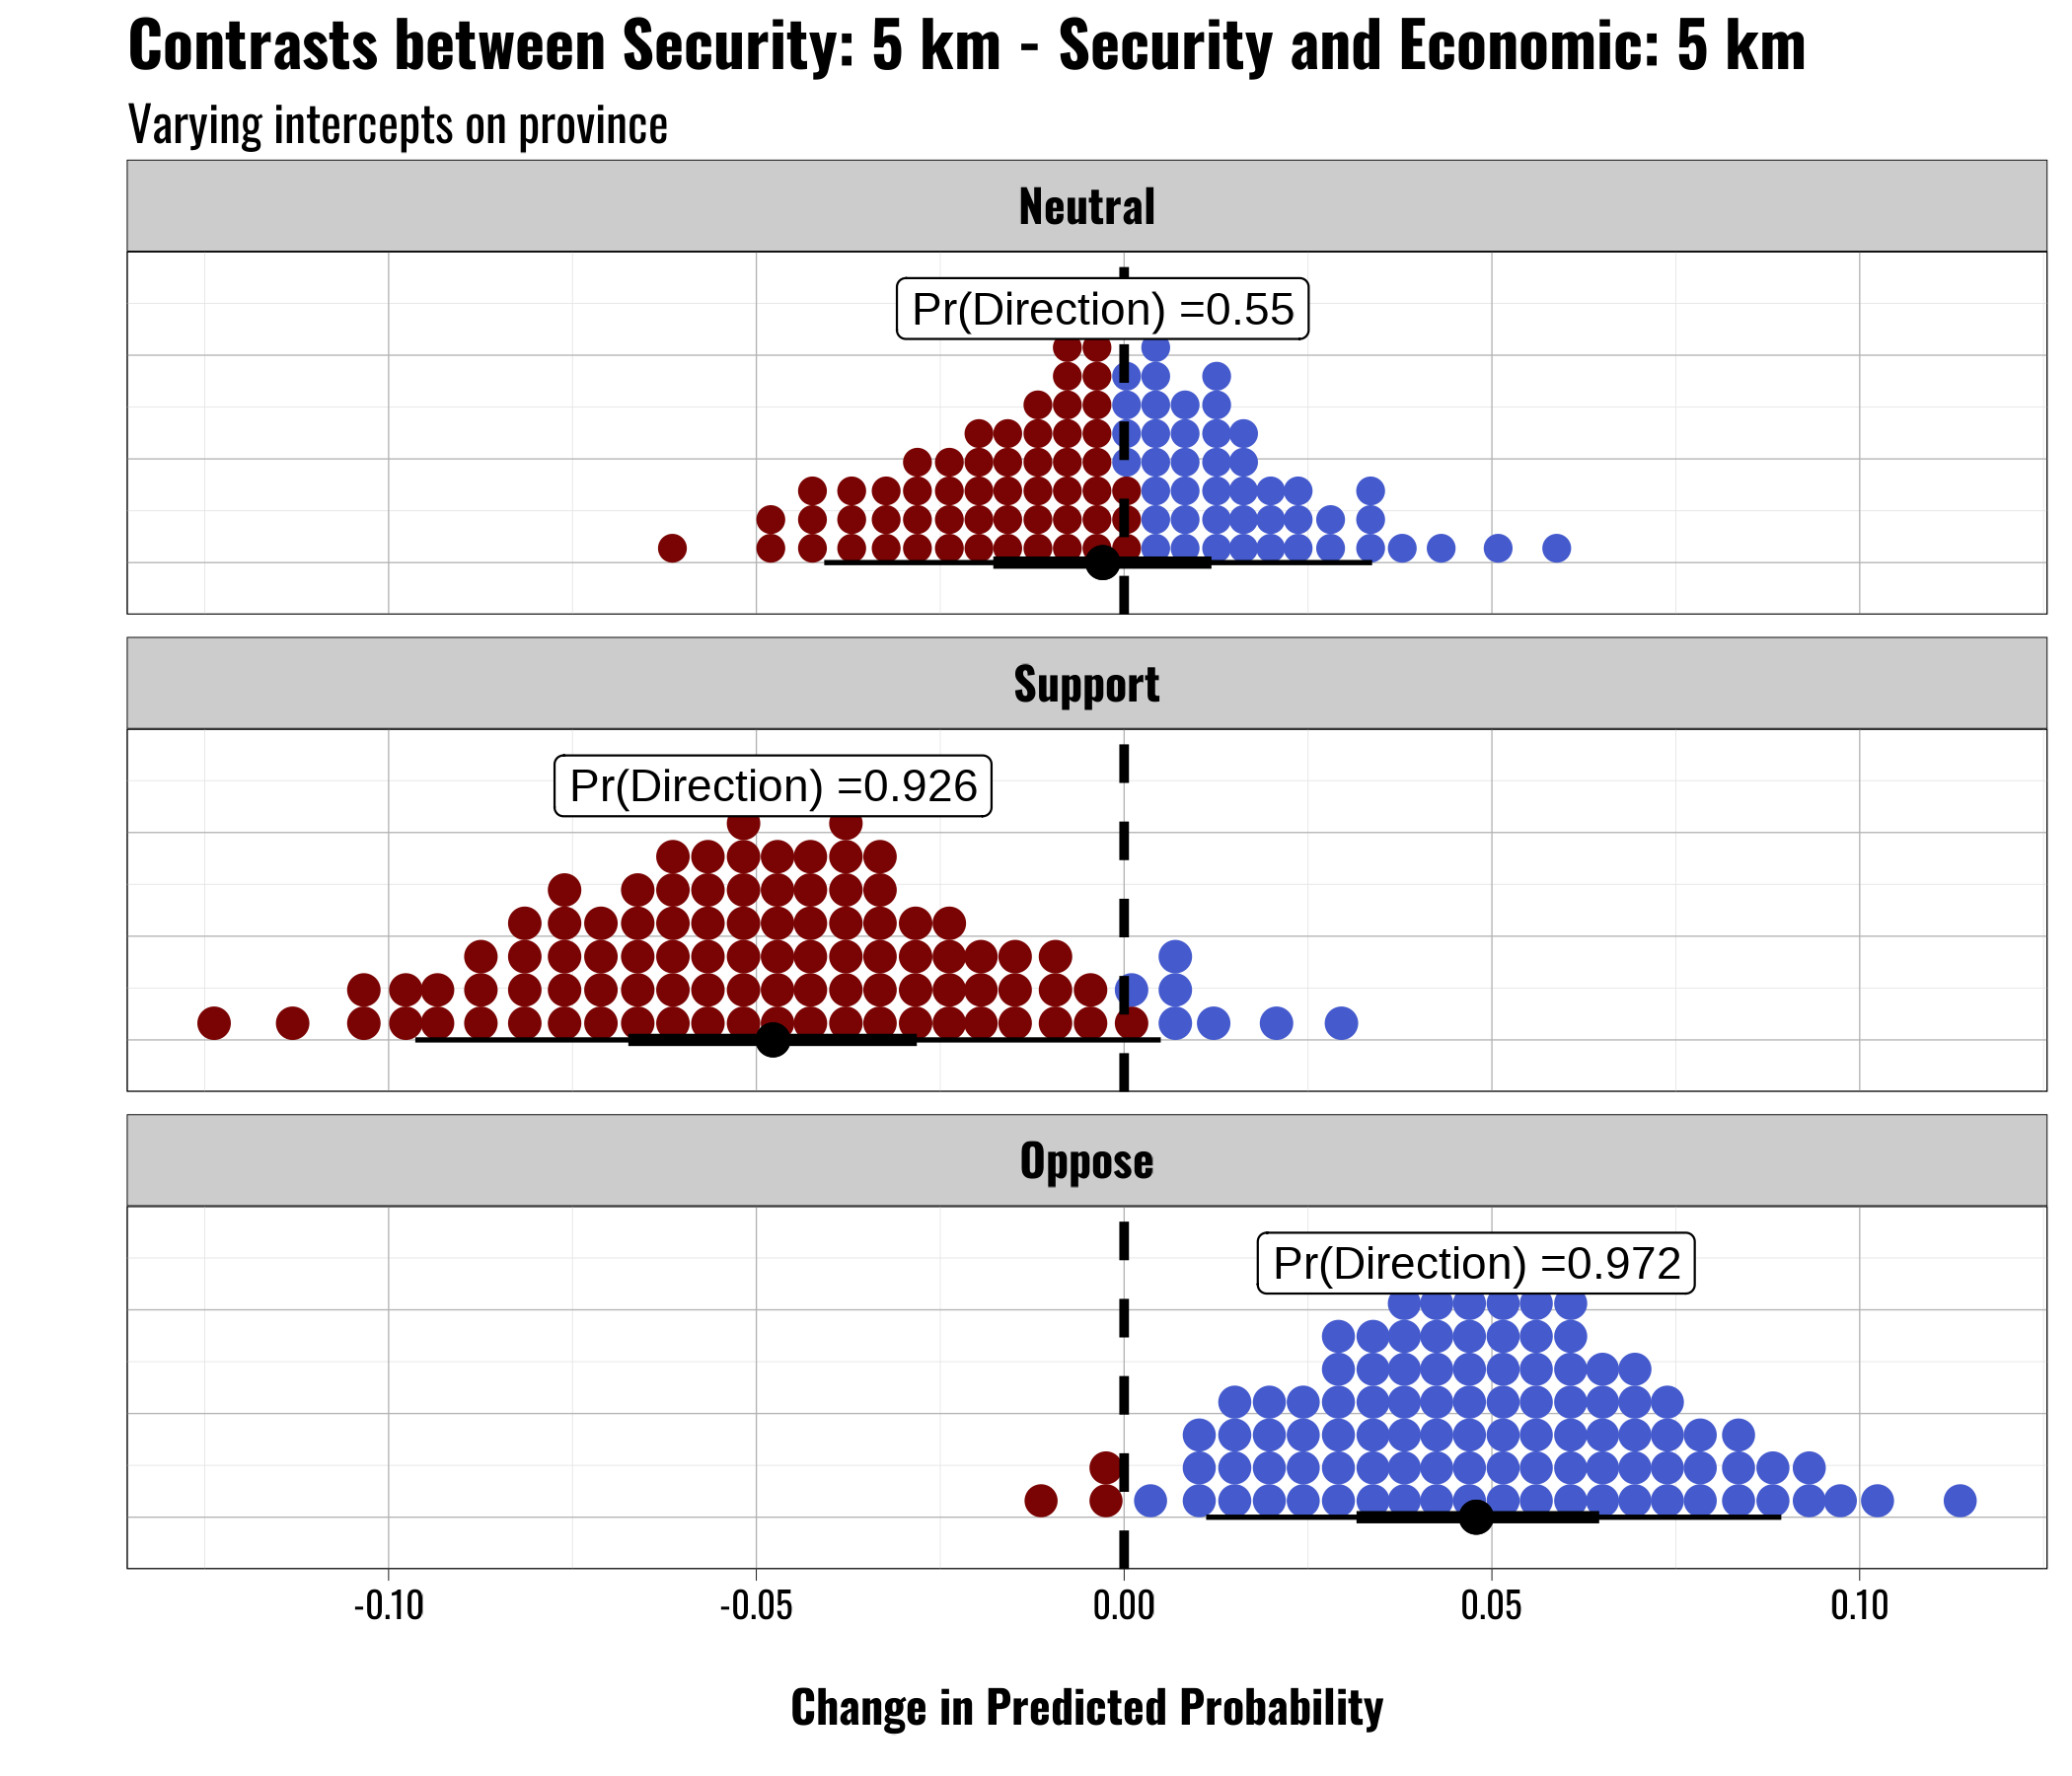 Contrasts between Security: 5 km - Security and Economic: 5 km
Varying intercepts on province
Neutral
Pr(Direction) =0.55
Support
Pr(Direction) =0.926
Oppose
Pr(Direction) =0.972
-0.10 -0.05 0.00 0.05 0.10
Change in Predicted Probability